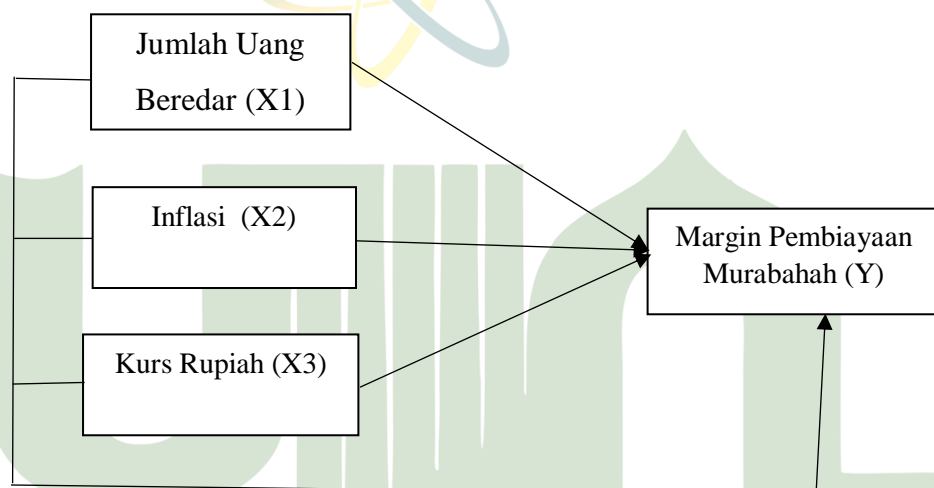 Jumlah Uang
Beredar (X1)
Inflasi (X2)
Kurs Rupiah (X3)
Margin Pembiayaan
Murabahah (Y)